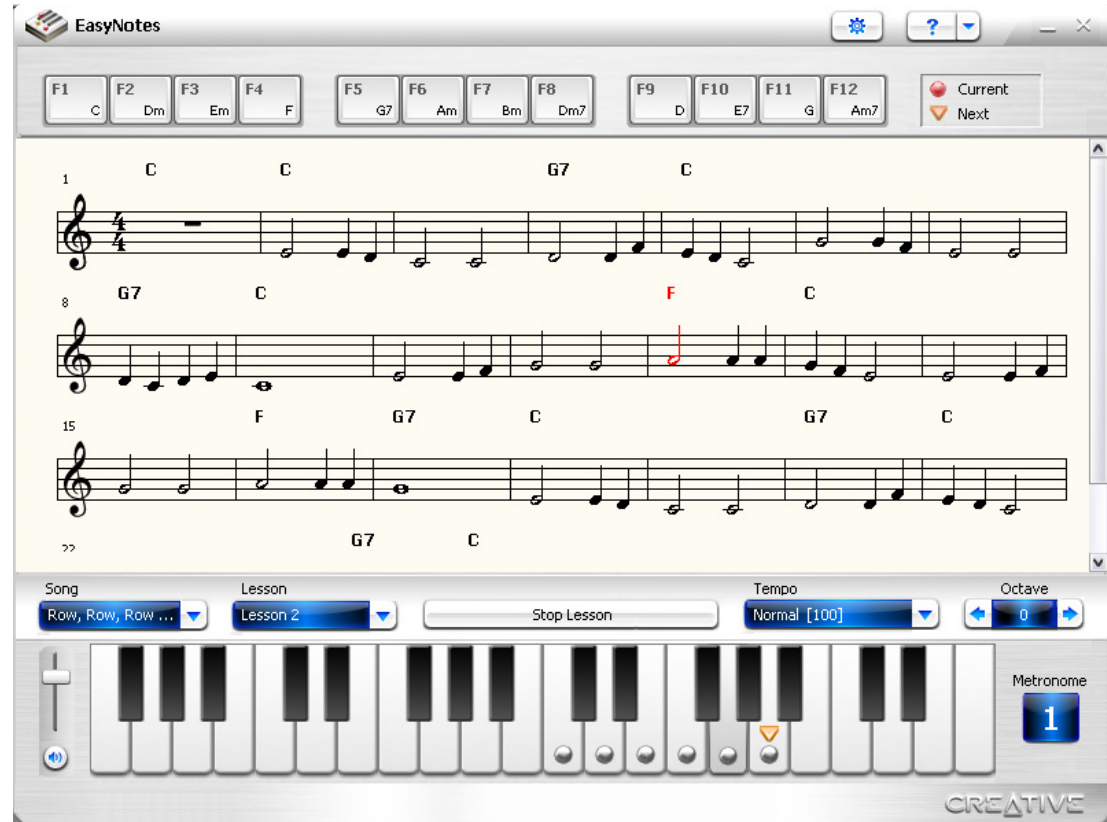 EasyNotes
?
F1 F2 F3 F4 F5 F6 F7 F8 F9 F10 F11 F12
C Dm Em F G7 Am Bm Dm7 D E7 G Am7
Current
Next
C C G7 C
1
4
4
G7 C F C
8
F G7 C G7 C
15
G7 C
22
Song Lesson Tempo Octave
Row, Row, Row ... Lesson 2 Stop Lesson Normal [100] 0
Metronome
1
CREATIVE